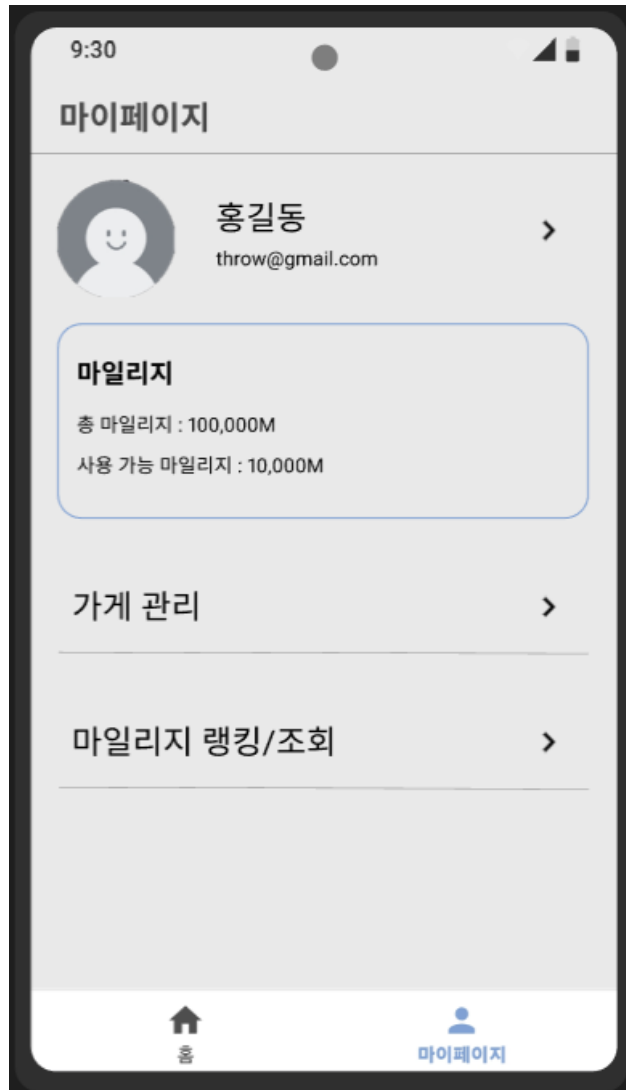 9:30
마이페이지
홍길동
throw@gmail.com
마일리지
총 마일리지 : 100,000M
사용 가능 마일리지 : 10,000M
가게 관리
마일리지 랭킹/조회
홈
마이페이지